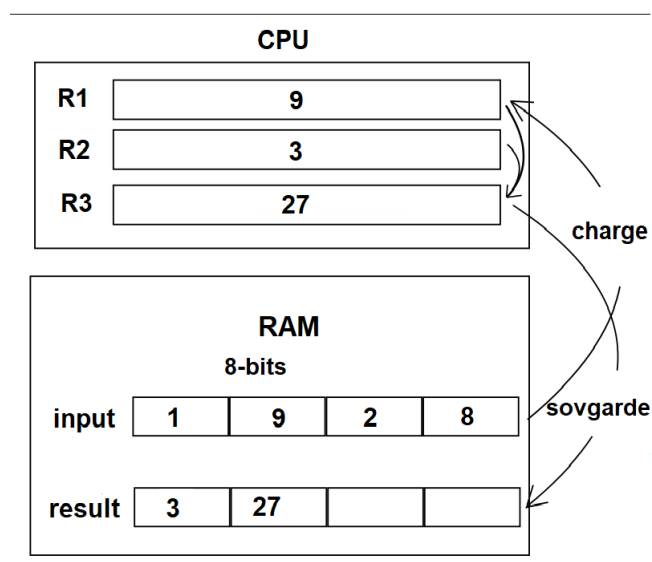 CPU
R1 9
R2 3
R3 27
charge
RAM
8-bits
input 1 9 2 8
sovgarde
result 3 27